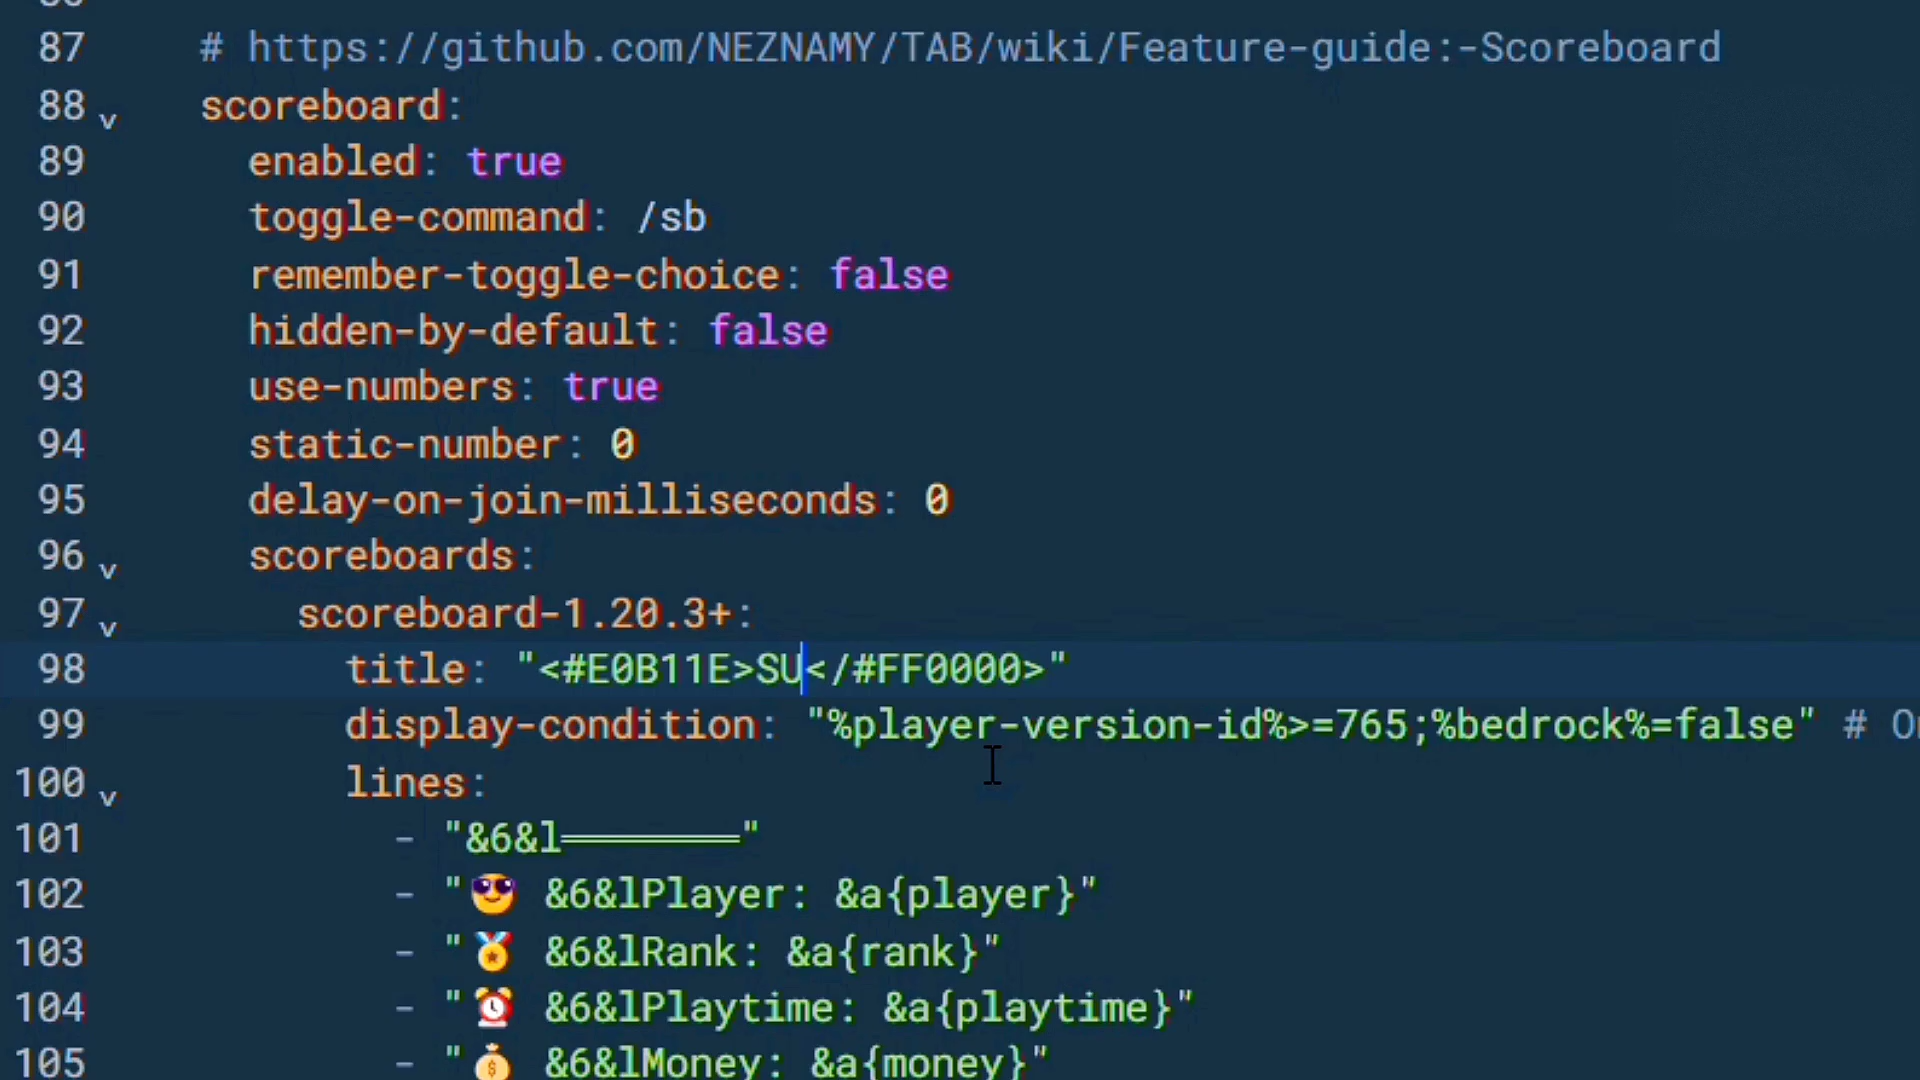 87 # https://github.com/NEZNAMY/TAB/wiki/Feature-guide:-Scoreboard
88 scoreboard:
89 enabled: true
90 toggle-command: /sb
91 remember-toggle-choice: false
92 hidden-by-default: false
93 use-numbers: true
94 static-number: 0
95 delay-on-join-milliseconds: 0
96 scoreboards:
97 scoreboard-1.20.3+:
98 title: "<#E0B11E>SU</#FF0000>"
99 display-condition: "%player-version-id%>=765;%bedrock%=false" #
100 lines:
101 - "&6&l════════"
102 - "😎 &6&lPlayer: &a{player}"
103 - "🏅 &6&lRank: &a{rank}"
104 - "⏰ &6&lPlaytime: &a{playtime}"
105 - "💰 &6&lMoney: &a{money}"